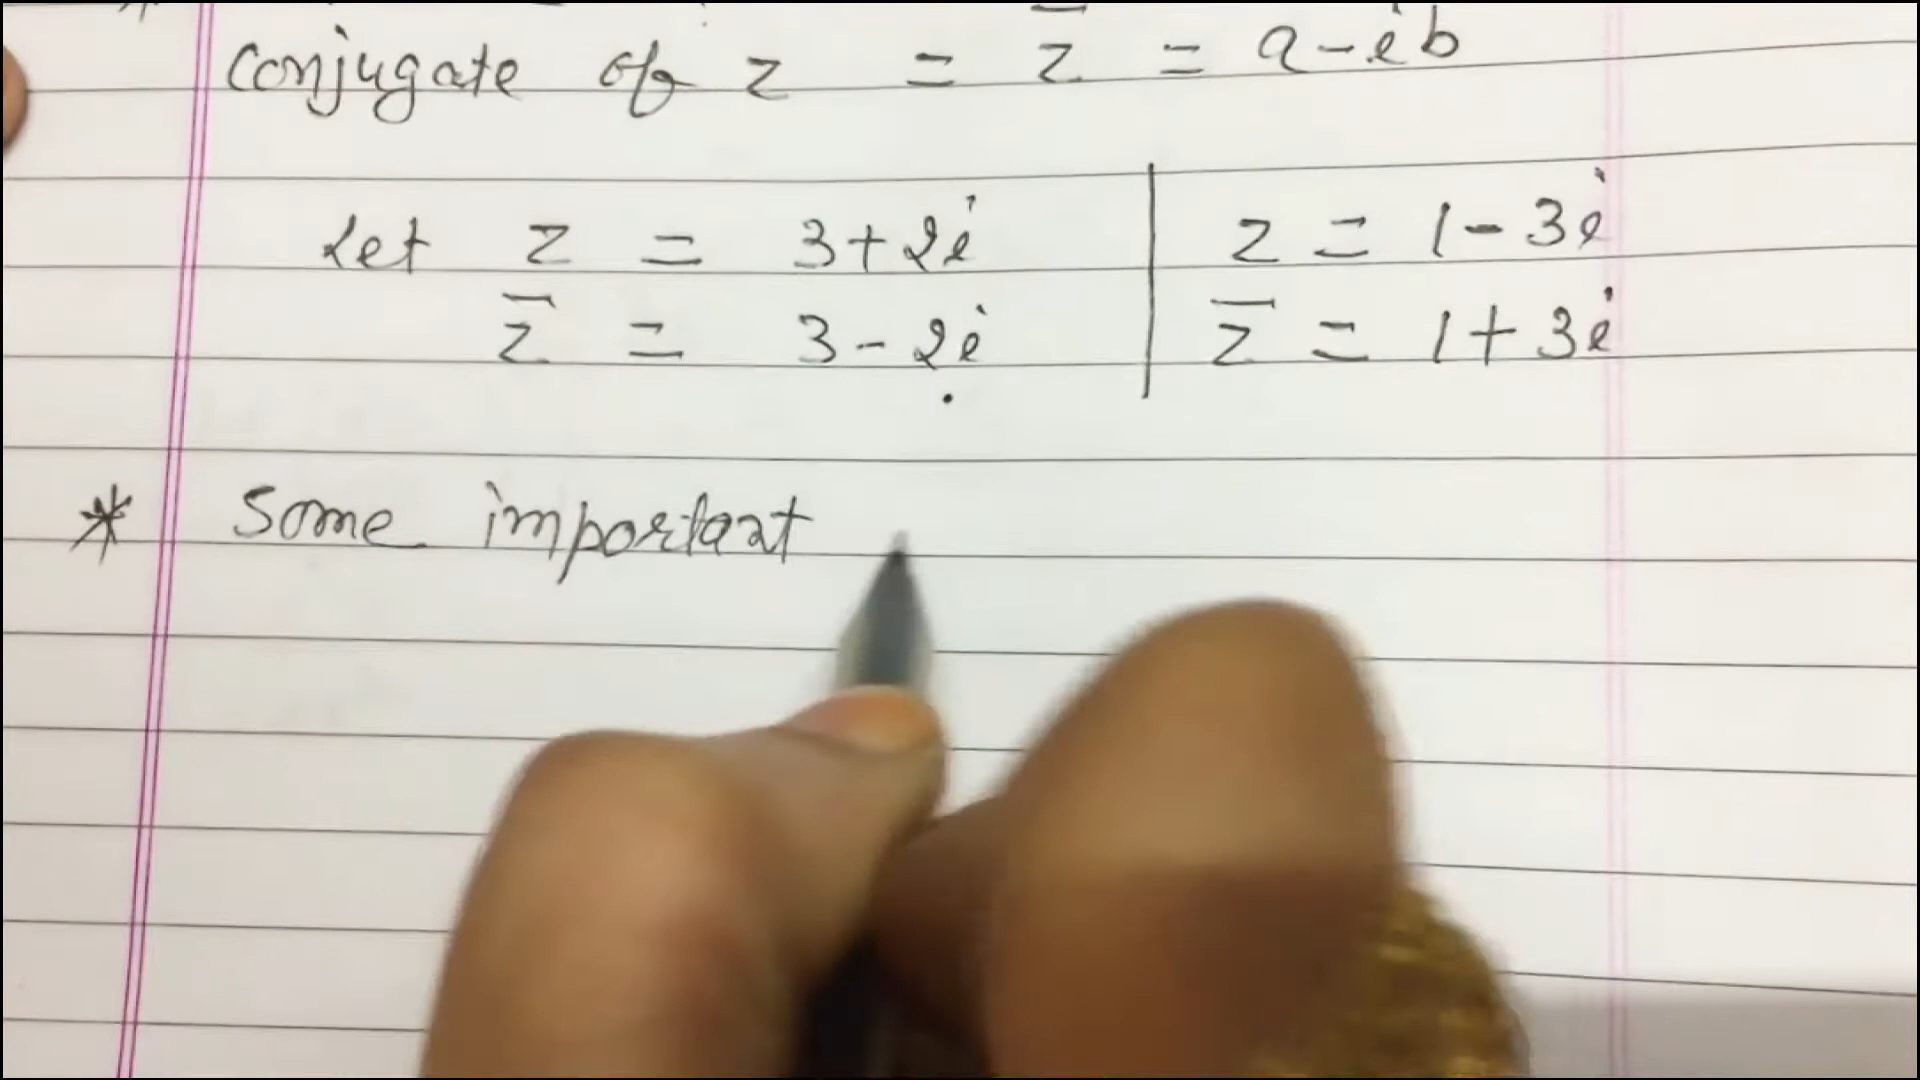 conjugate of z = z̅ = a-ib
Let z = 3+2i
z̅ = 3-2i
z = 1-3i
z̅ = 1+3i
* Some important